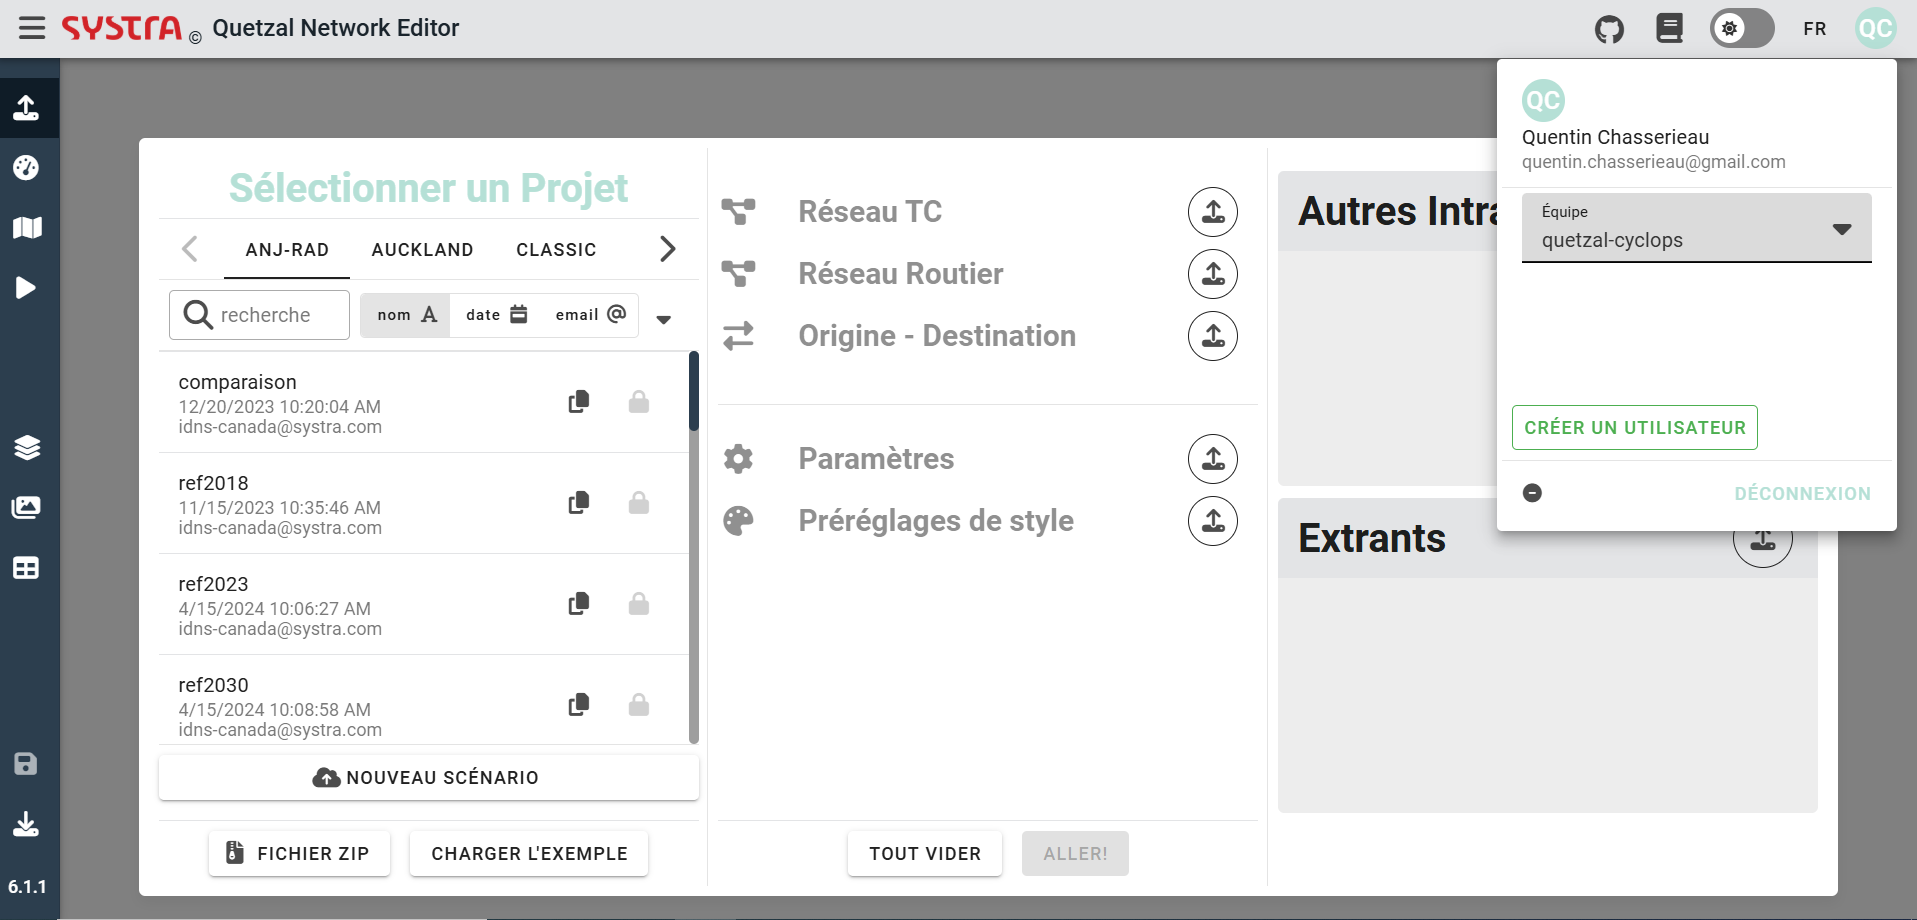 SYSTRA © Quetzal Network Editor
FR
QC
QC
Quentin Chasserieau
quentin.chasserieau@gmail.com
Équipe
quetzal-cyclops
CRÉER UN UTILISATEUR
DÉCONNEXION
Sélectionner un Projet
ANJ-RAD
AUCKLAND
CLASSIC
recherche
nom
date
email
comparaison
12/20/2023 10:20:04 AM
idns-canada@systra.com
ref2018
11/15/2023 10:35:46 AM
idns-canada@systra.com
ref2023
4/15/2024 10:06:27 AM
idns-canada@systra.com
ref2030
4/15/2024 10:08:58 AM
idns-canada@systra.com
NOUVEAU SCÉNARIO
FICHIER ZIP
CHARGER L'EXEMPLE
Réseau TC
Réseau Routier
Origine - Destination
Paramètres
Préréglages de style
TOUT VIDER
ALLER!
Autres Intra
Extrants
6.1.1